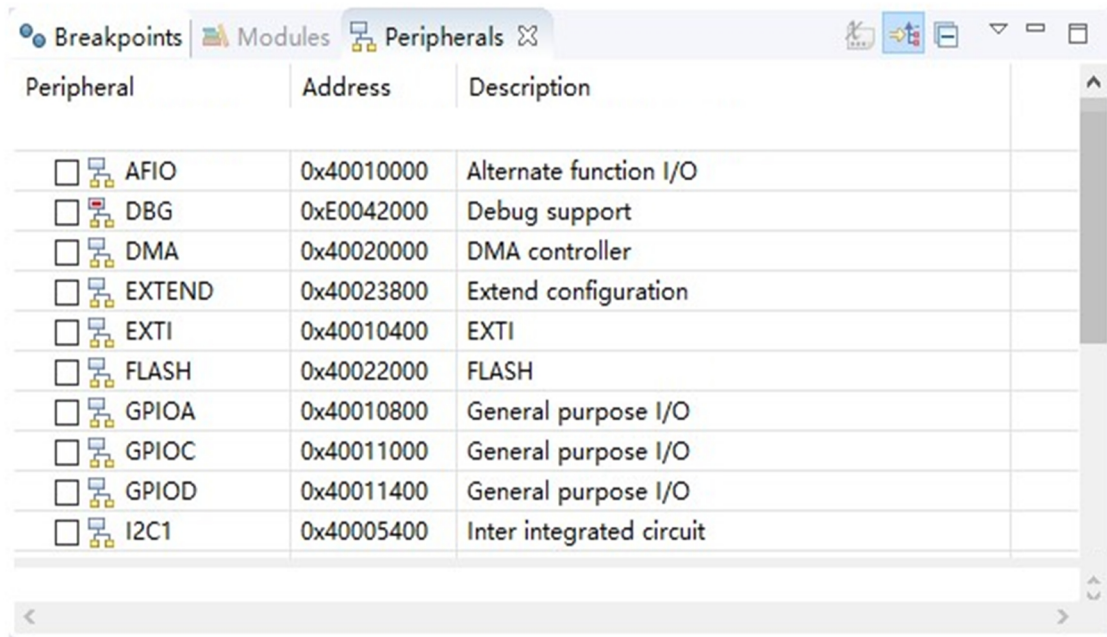 Breakpoints Modules Peripherals
Peripheral Address Description
AFIO 0x40010000 Alternate function I/O
DBG 0xE0042000 Debug support
DMA 0x40020000 DMA controller
EXTEND 0x40023800 Extend configuration
EXTI 0x40010400 EXTI
FLASH 0x40022000 FLASH
GPIOA 0x40010800 General purpose I/O
GPIOC 0x40011000 General purpose I/O
GPIOD 0x40011400 General purpose I/O
I2C1 0x40005400 Inter integrated circuit